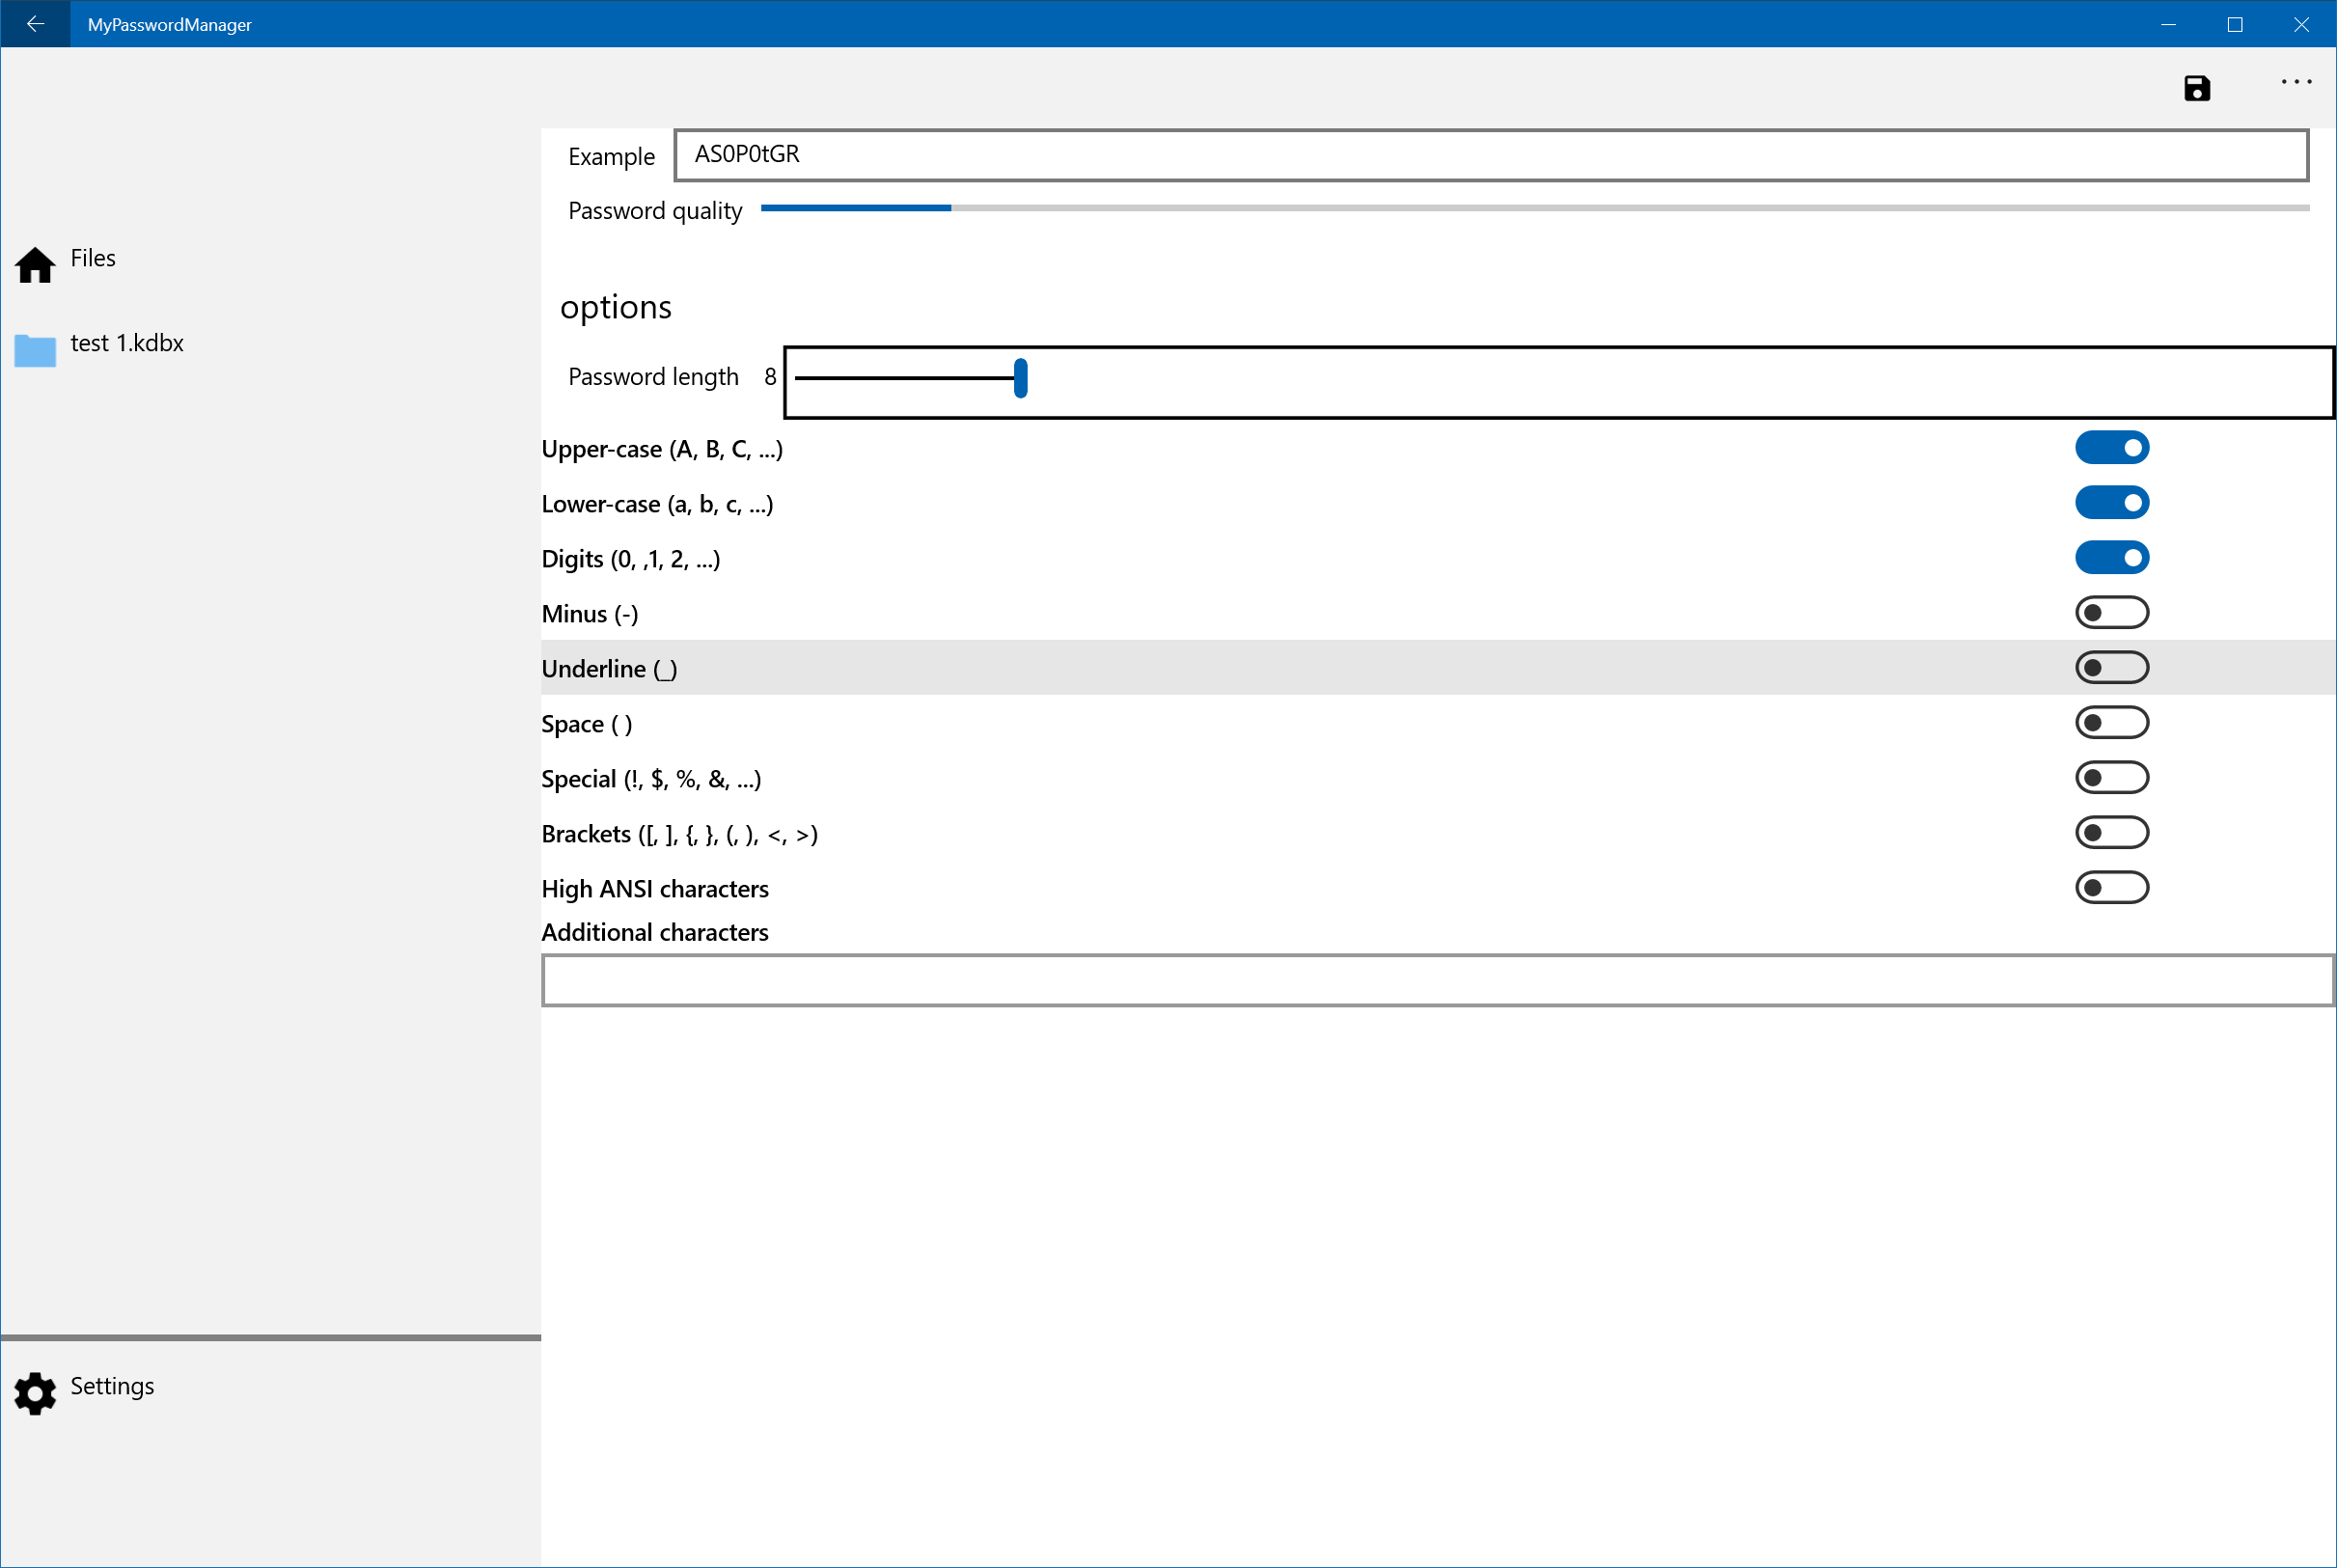 MyPasswordManager
Example AS0P0tGR
Password quality
Files
options
test 1.kdbx
Password length 8
Upper-case (A, B, C, ...)
Lower-case (a, b, c, ...)
Digits (0, ,1, 2, ...)
Minus (-)
Underline (_)
Space ( )
Special (!, $, %, &, ...)
Brackets ([, ], {, }, (, ), <, >)
High ANSI characters
Additional characters
Settings